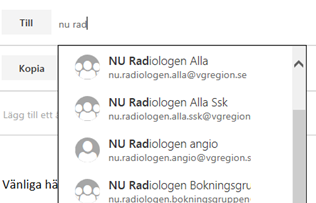 Till
nu rad
NU Radiologen Alla
nu.radiologen.alla@vgregion.se
Kopia
NU Radiologen Alla Ssk
nu.radiologen.alla.ssk@vgregion
Lägg till ett
NU Radiologen angio
nu.radiologen.angio@vgregion.s
Vänliga hä
NU Radiologen Bokningsgru
nu.radiologen.bokningsgruppen